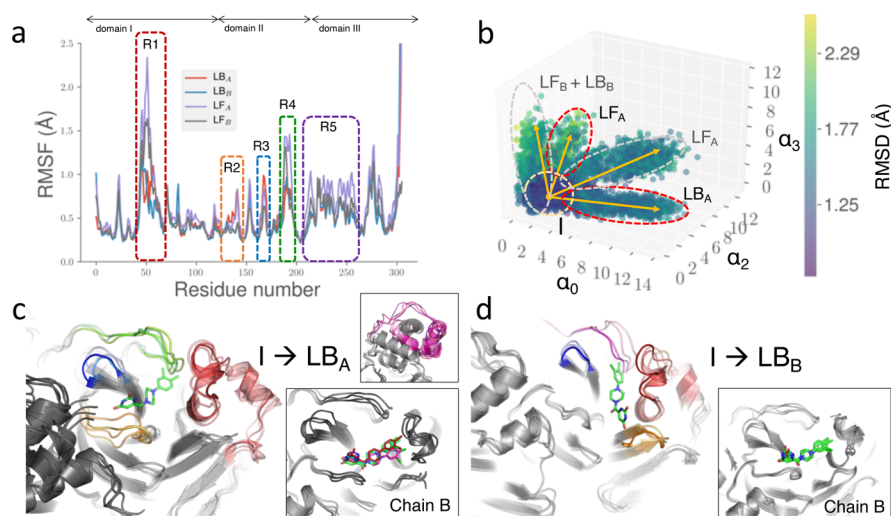 domain I domain II domain III
a
R1
2.5
2.0
1.5
1.0
0.5
0.0
RMSF (Å)
LB_A
LB_B
LF_A
LF_B
R2
R3
R4
R5
0 50 100 150 200 250 300
Residue number
b
LF_B + LB_B
LF_A
LF_A
LB_A
I
12
10
8
6
4
2
0
α_3
0 2 4 6 8 10 12 14
α_0
0 2 4 6 8 10 12
α_2
2.29
1.77
1.25
RMSD (Å)
c
I → LB_A
Chain B
d
I → LB_B
Chain B